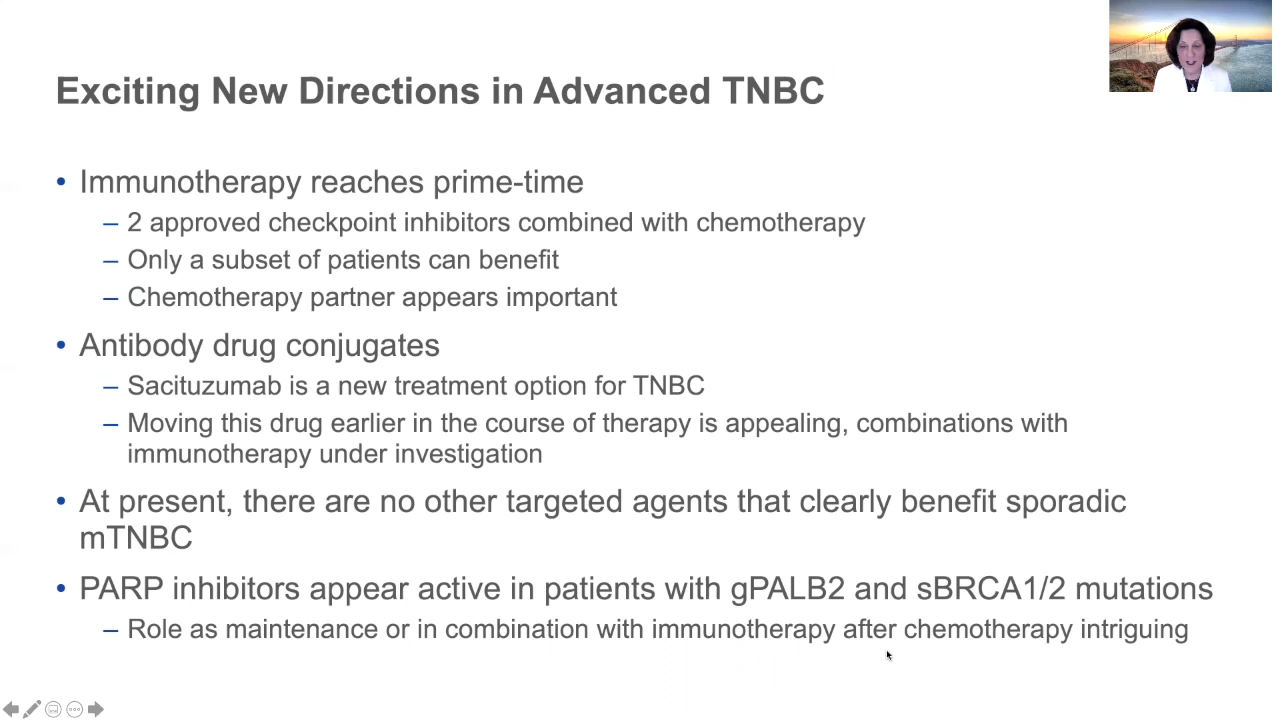 Exciting New Directions in Advanced TNBC
• Immunotherapy reaches prime-time
– 2 approved checkpoint inhibitors combined with chemotherapy
– Only a subset of patients can benefit
– Chemotherapy partner appears important
• Antibody drug conjugates
– Sacituzumab is a new treatment option for TNBC
– Moving this drug earlier in the course of therapy is appealing, combinations with
immunotherapy under investigation
• At present, there are no other targeted agents that clearly benefit sporadic
mTNBC
• PARP inhibitors appear active in patients with gPALB2 and sBRCA1/2 mutations
– Role as maintenance or in combination with immunotherapy after chemotherapy intriguing